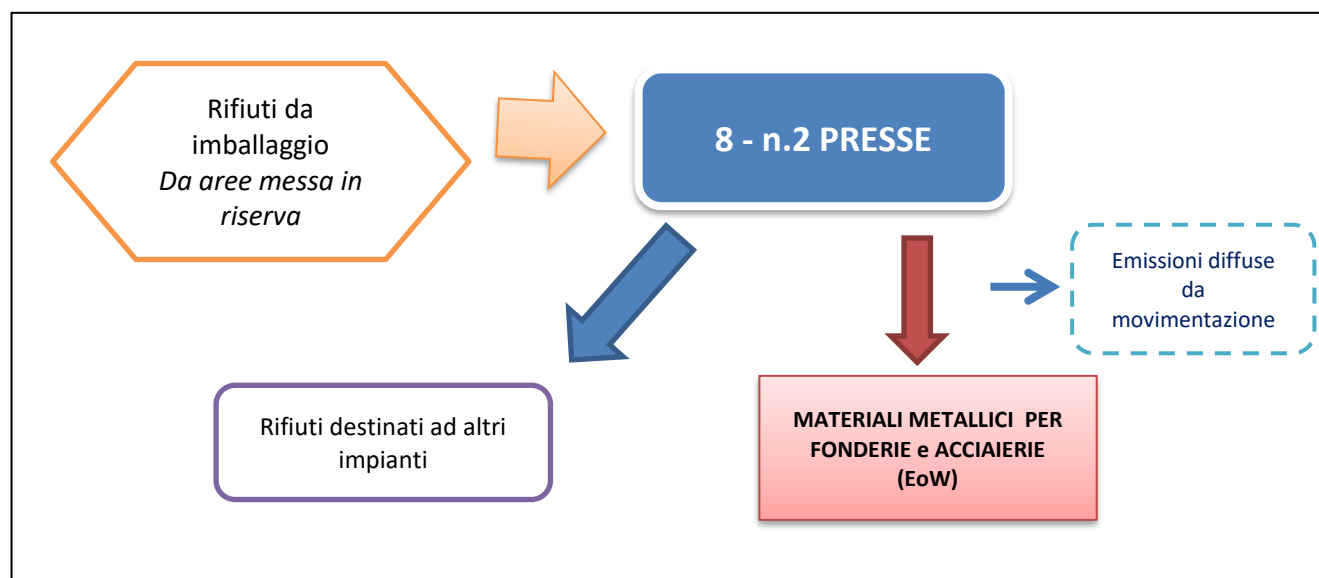 Rifiuti da
imballaggio
Da aree messa in
riserva
8 - n.2 PRESSE
Emissioni diffuse
da
movimentazione
Rifiuti destinati ad altri
impianti
MATERIALI METALLICI PER
FONDERIE e ACCIAIERIE
(EoW)